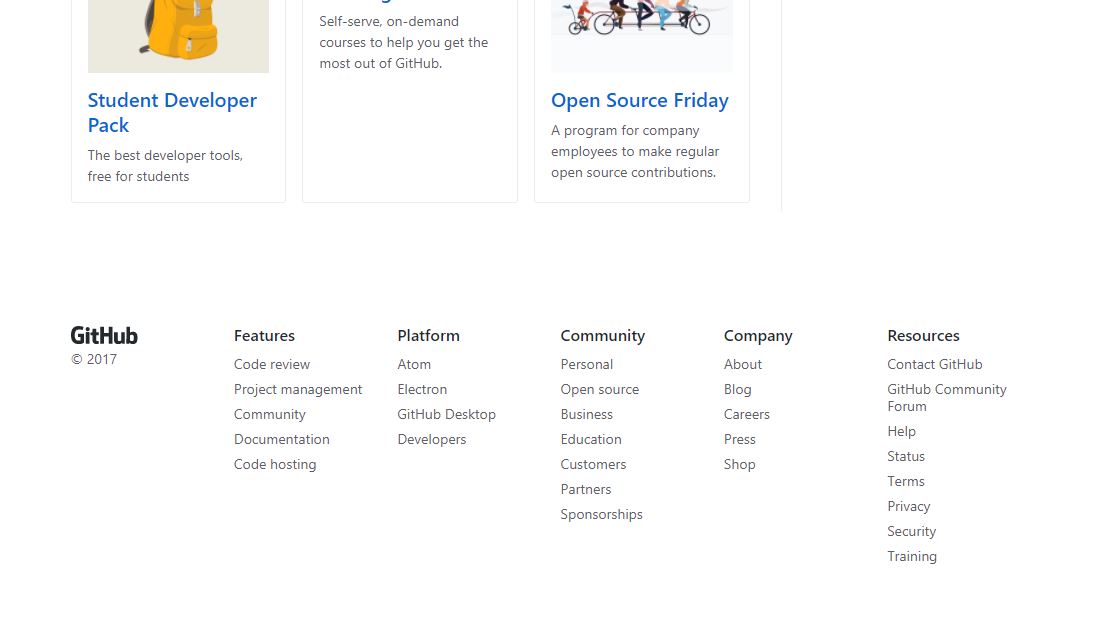 Self-serve, on-demand
courses to help you get the
most out of GitHub.
Student Developer
Pack
The best developer tools,
free for students
Open Source Friday
A program for company
employees to make regular
open source contributions.
GitHub
© 2017
Features
Code review
Project management
Community
Documentation
Code hosting
Platform
Atom
Electron
GitHub Desktop
Developers
Community
Personal
Open source
Business
Education
Customers
Partners
Sponsorships
Company
About
Blog
Careers
Press
Shop
Resources
Contact GitHub
GitHub Community
Forum
Help
Status
Terms
Privacy
Security
Training